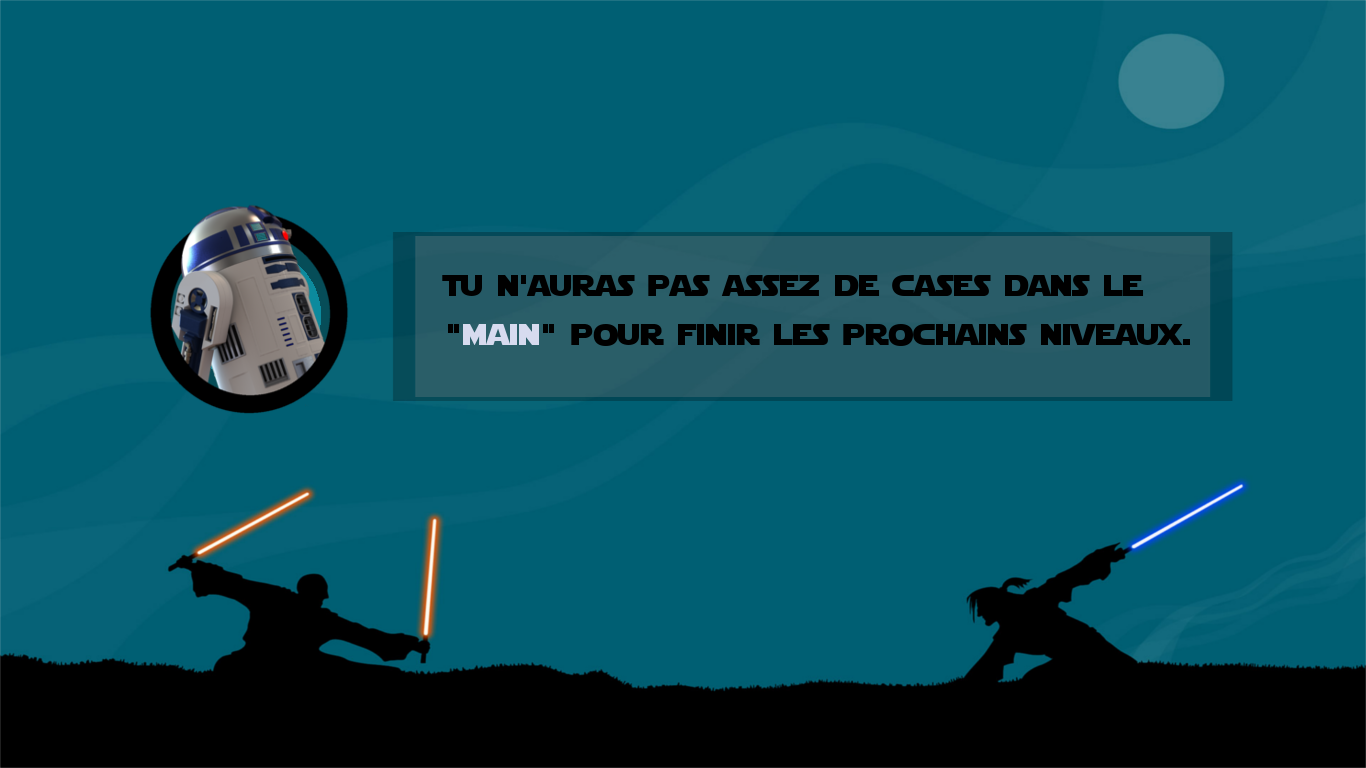 TU N'AURAS PAS ASSEZ DE CASES DANS LE
"MAIN" POUR FINIR LES PROCHAINS NIVEAUX.